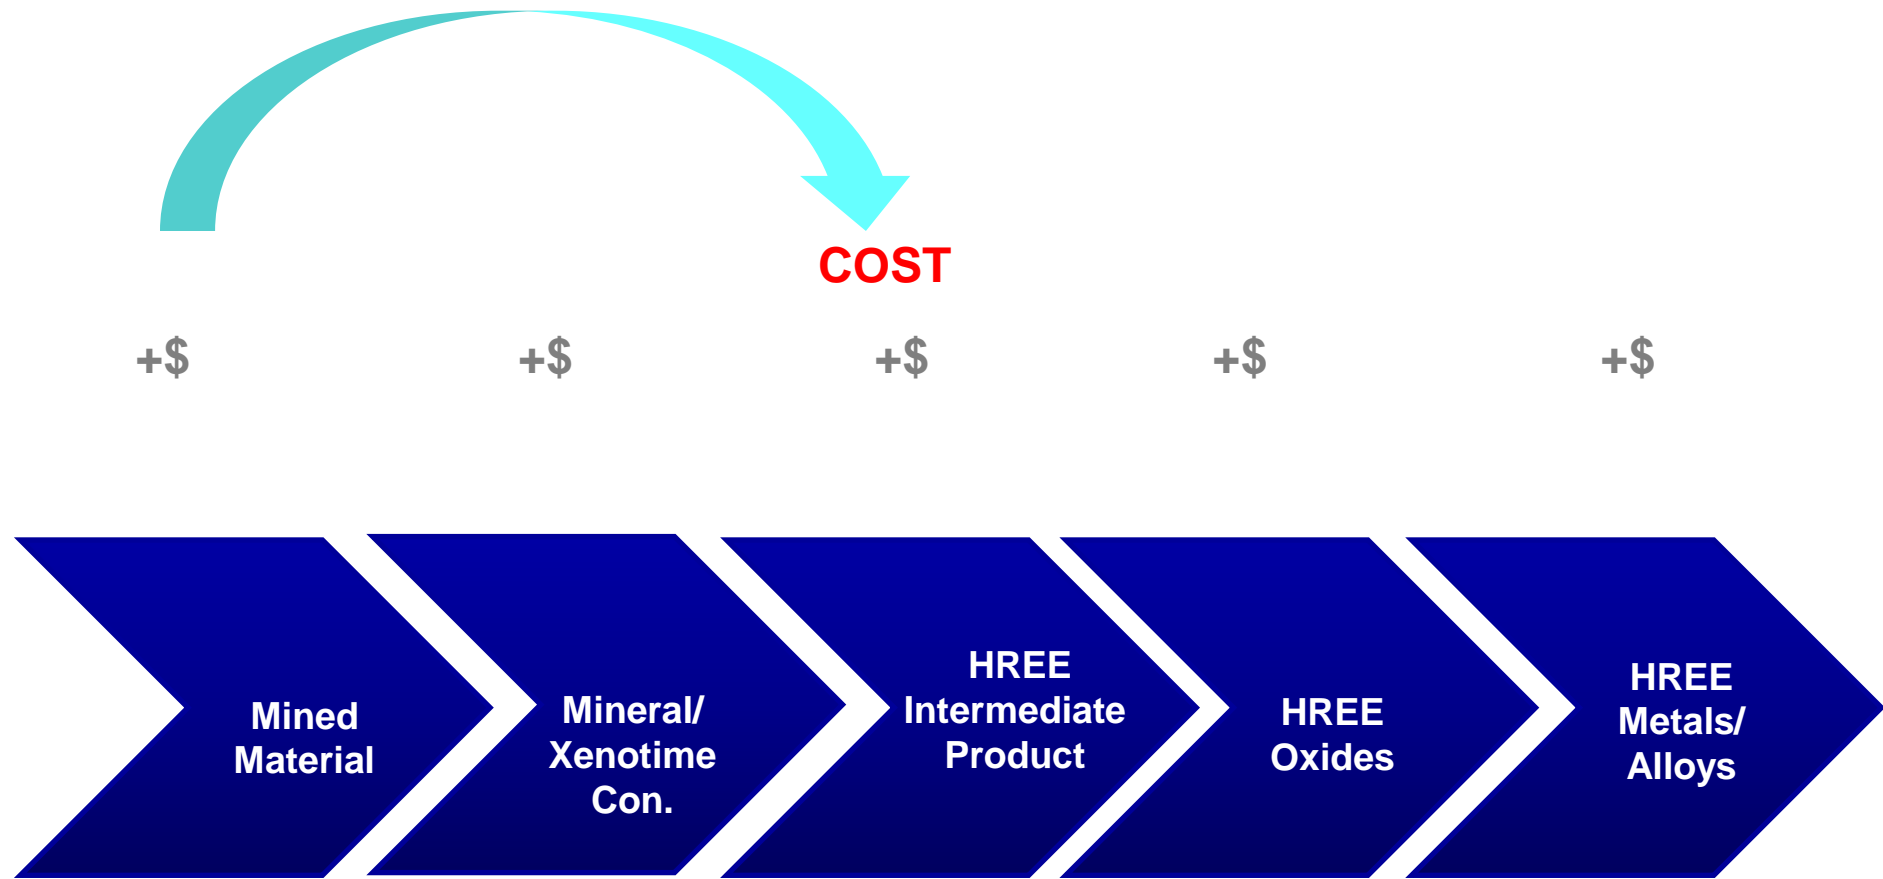 COST
+$ +$ +$ +$ +$
Mined
Material
Mineral/
Xenotime
Con.
HREE
Intermediate
Product
HREE
Oxides
HREE
Metals/
Alloys